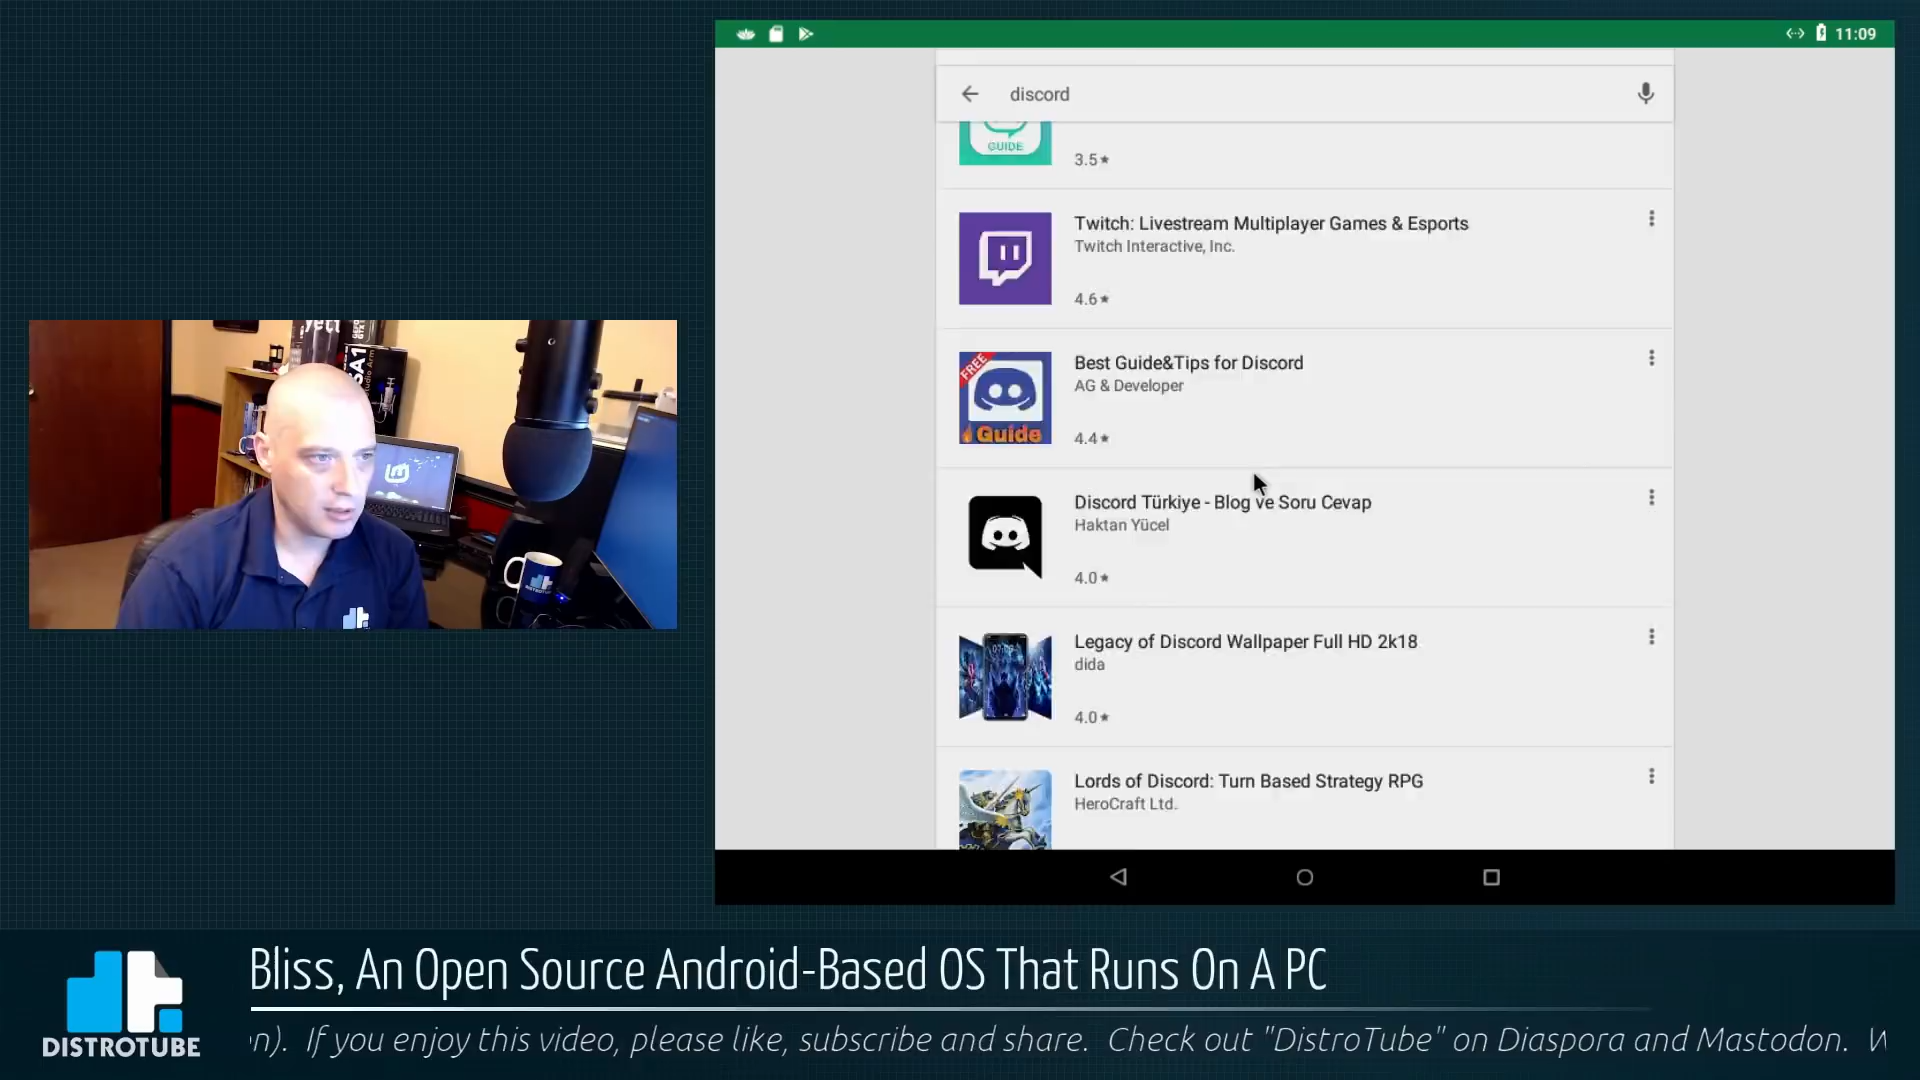 11:09
discord
GUIDE
3.5★
Twitch: Livestream Multiplayer Games & Esports
Twitch Interactive, Inc.
4.6★
FREE
Guide
Best Guide&Tips for Discord
AG & Developer
4.4★
Discord Türkiye - Blog ve Soru Cevap
Haktan Yücel
4.0★
Legacy of Discord Wallpaper Full HD 2k18
dida
4.0★
Lords of Discord: Turn Based Strategy RPG
HeroCraft Ltd.
Yeti
SA1
Studio Arm
Bliss, An Open Source Android-Based OS That Runs On A PC
DISTROTUBE
n). If you enjoy this video, please like, subscribe and share. Check out "DistroTube" on Diaspora and Mastodon. W